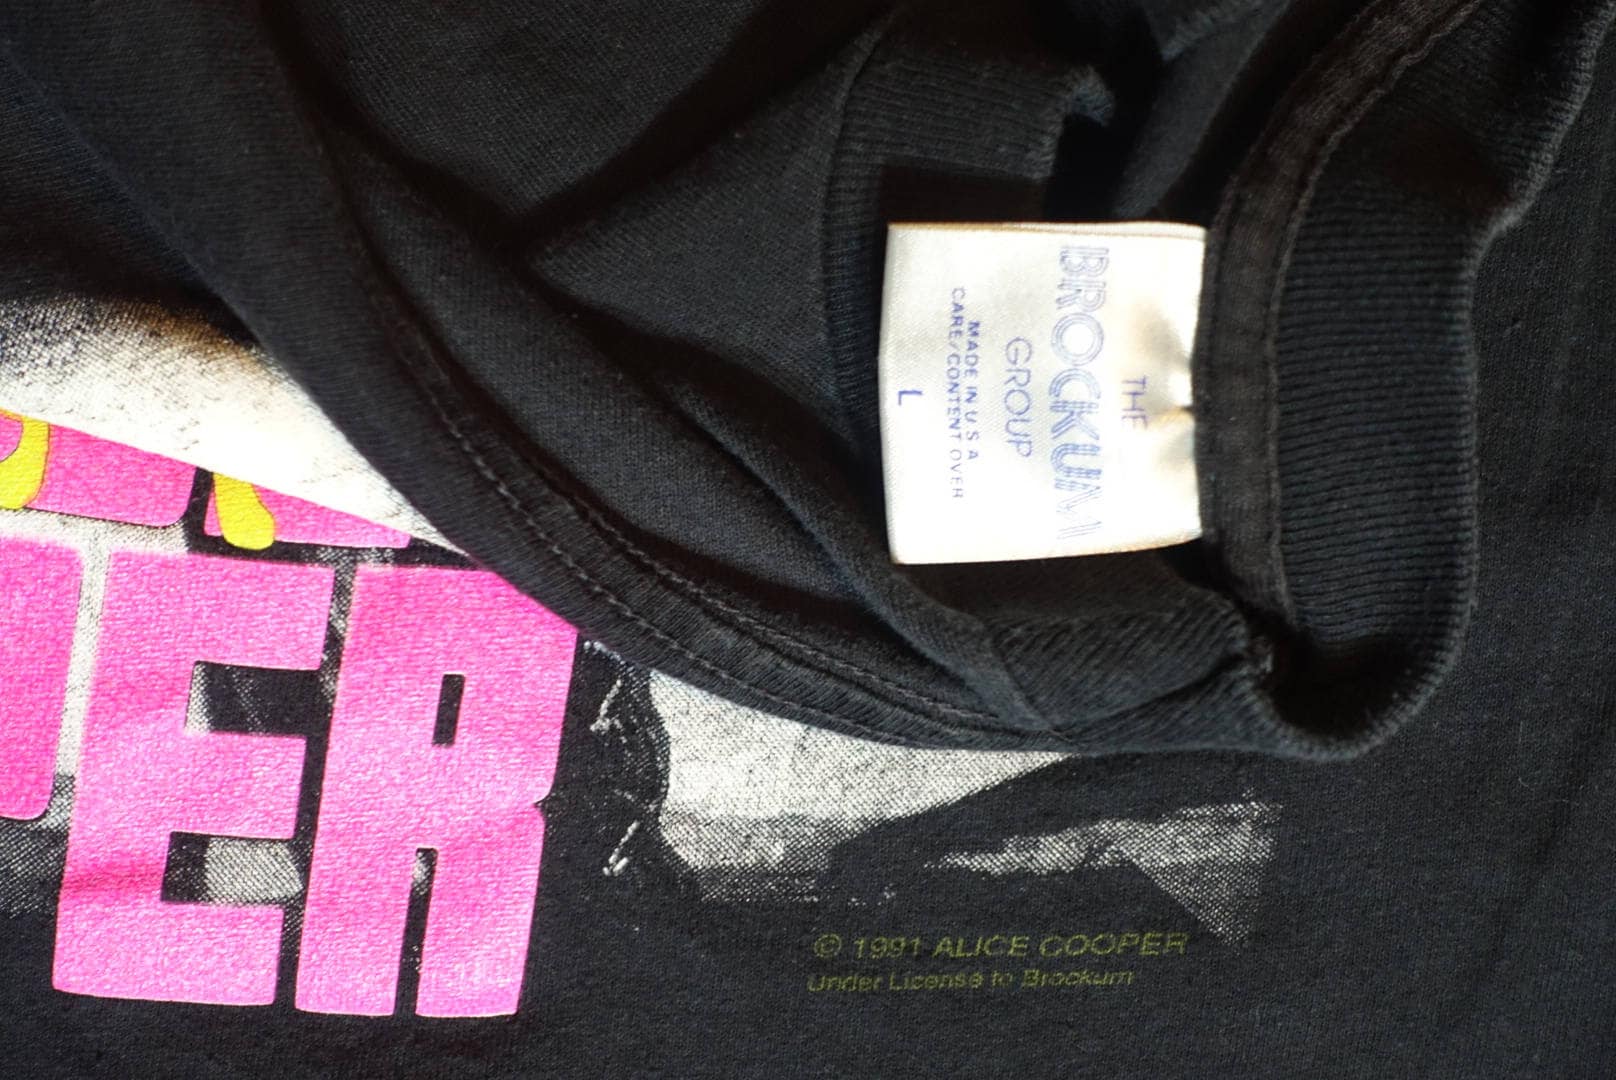 THE
BROCKUM
GROUP
MADE IN U S A
CARE/CONTENT OVER
L
PER
© 1991 ALICE COOPER
Under License to Brockum